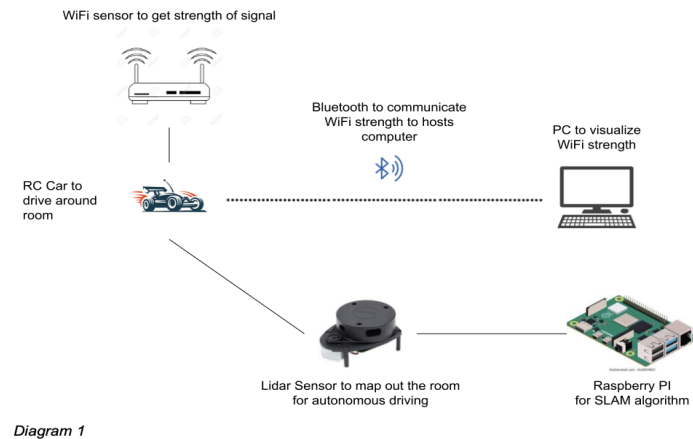 WiFi sensor to get strength of signal
Bluetooth to communicate
WiFi strength to hosts
computer
PC to visualize
WiFi strength
RC Car to
drive around
room
Lidar Sensor to map out the room
for autonomous driving
Raspberry PI
for SLAM algorithm
Diagram 1